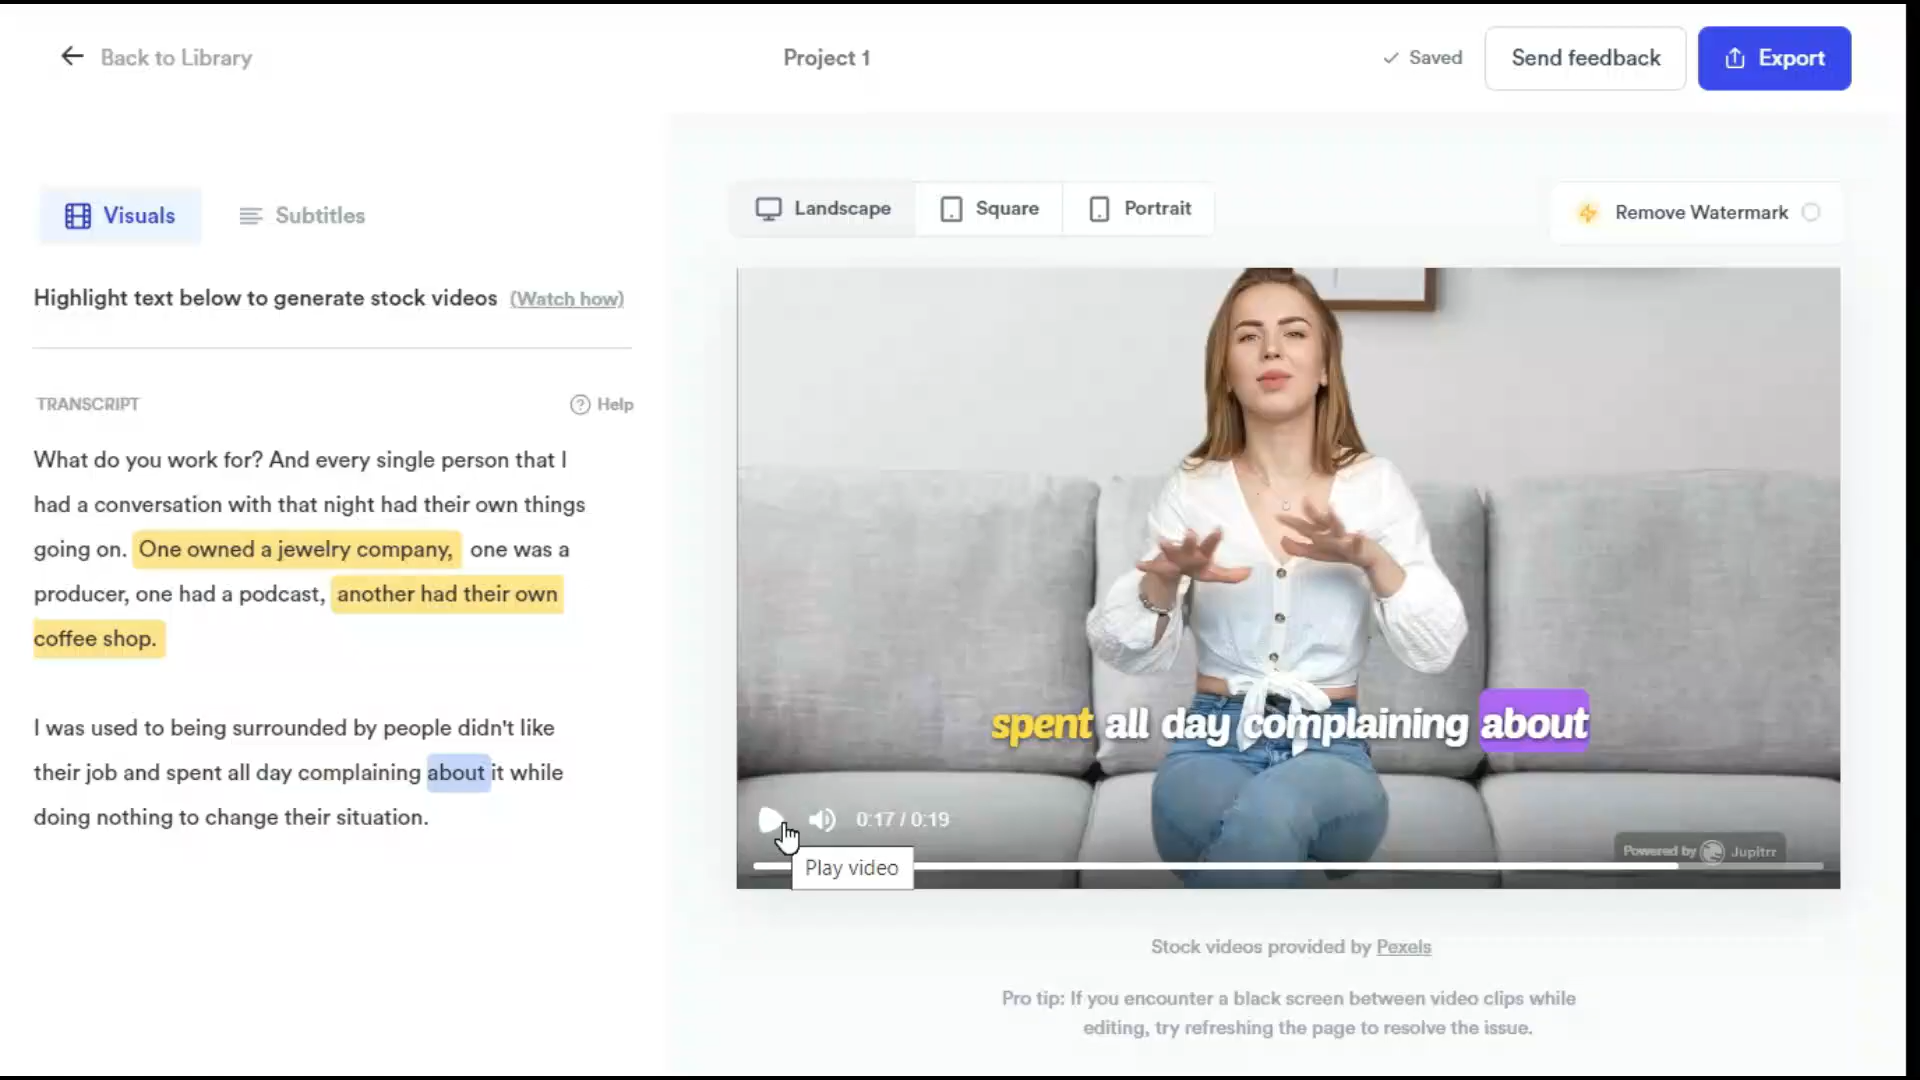 Back to Library
Project 1
Saved
Send feedback
Export
Visuals
Subtitles
Landscape
Square
Portrait
Remove Watermark
Highlight text below to generate stock videos (Watch how)
TRANSCRIPT
Help
What do you work for? And every single person that I
had a conversation with that night had their own things
going on. One owned a jewelry company, one was a
producer, one had a podcast, another had their own
coffee shop.
I was used to being surrounded by people didn't like
their job and spent all day complaining about it while
doing nothing to change their situation.
spent all day complaining about
0:17 / 0:19
Powered by Jupitrr
Play video
Stock videos provided by Pexels
Pro tip: If you encounter a black screen between video clips while
editing, try refreshing the page to resolve the issue.